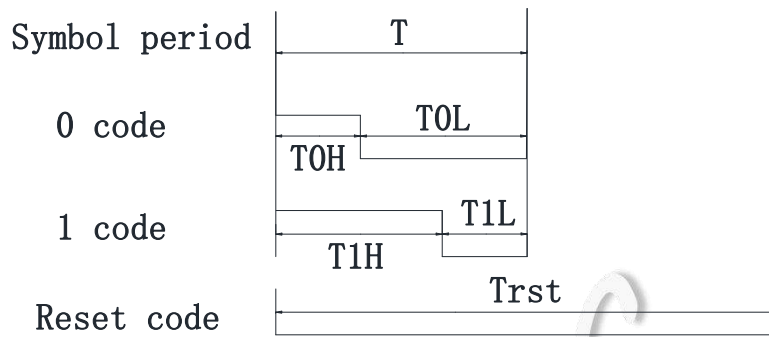 Symbol period T
0 code T0H T0L
1 code T1H T1L
Reset code Trst